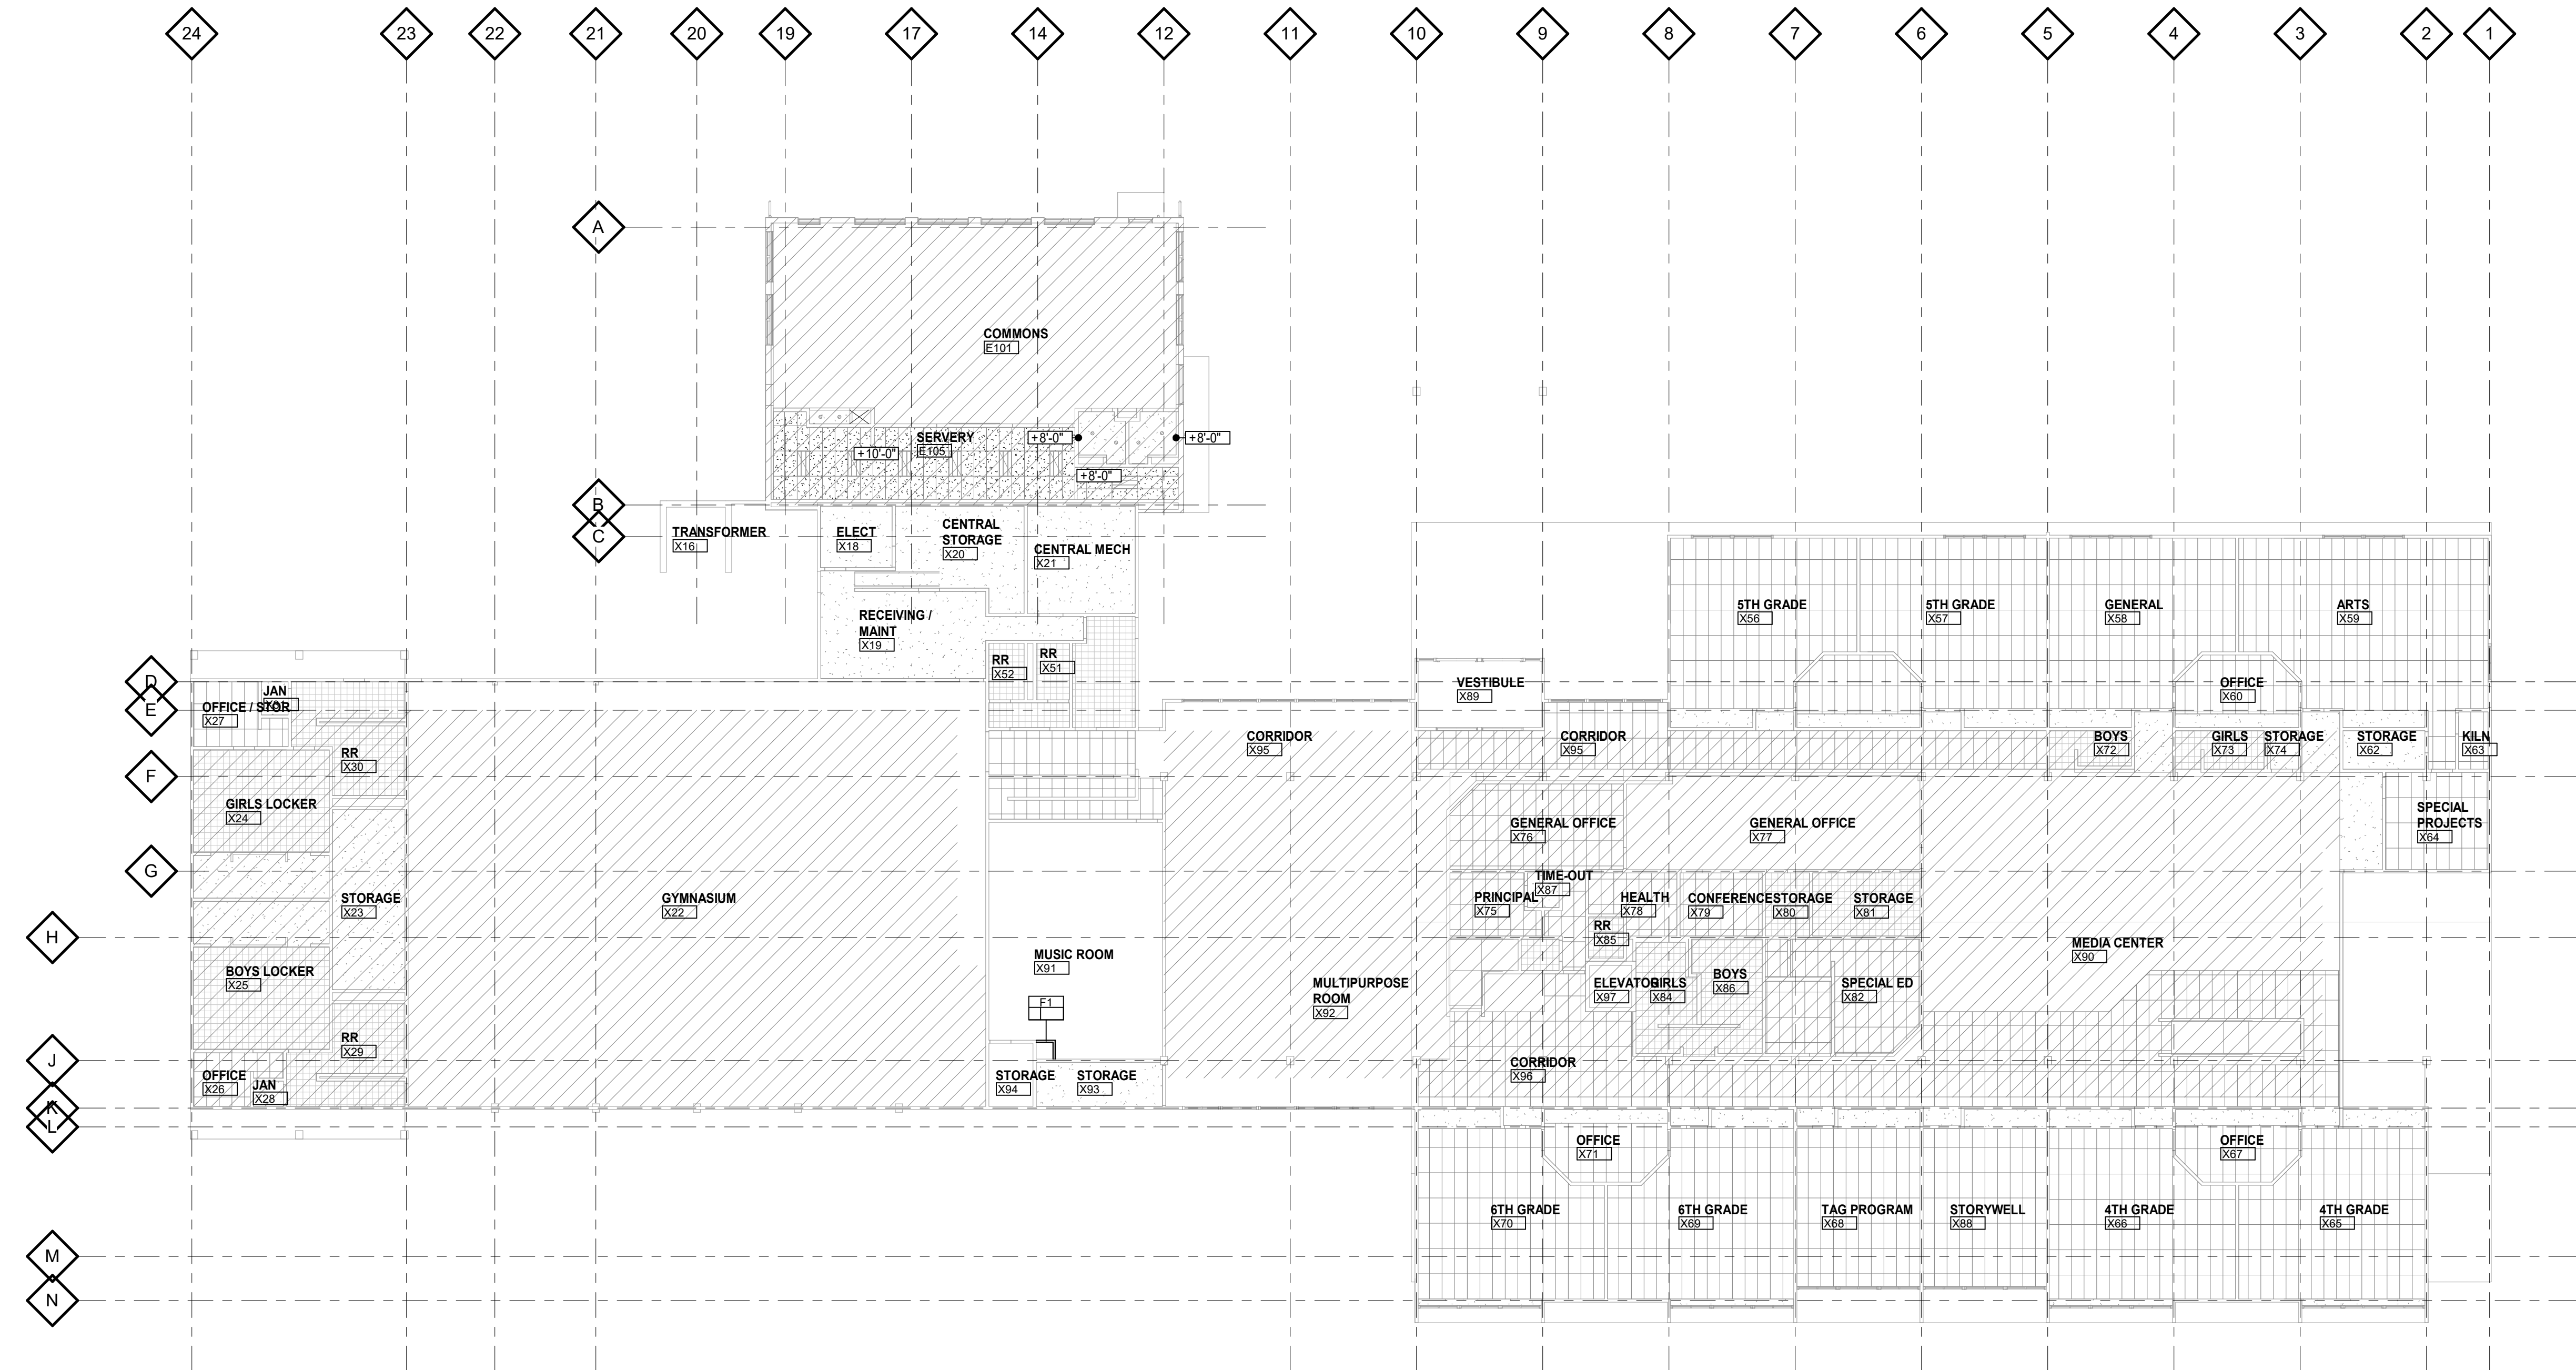 24
23
22
21
20
19
17
14
12
11
10
9
8
7
6
5
4
3
2
1
A
COMMONS
E101
SERVERY
E105
+8'-0"
+8'-0"
+10'-0"
+8'-0"
B
C
TRANSFORMER
X16
ELECT
X18
CENTRAL
STORAGE
X20
CENTRAL MECH
X21
RECEIVING /
MAINT
X19
RR
X52
RR
X51
5TH GRADE
X56
5TH GRADE
X57
GENERAL
X58
ARTS
X59
D
E
JAN
OFFICE / STOR
X27
VESTIBULE
X89
OFFICE
X60
RR
X30
CORRIDOR
X95
CORRIDOR
X95
BOYS
X72
GIRLS
X73
STORAGE
X74
STORAGE
X62
KILN
X63
F
GIRLS LOCKER
X24
GENERAL OFFICE
X76
GENERAL OFFICE
X77
SPECIAL
PROJECTS
X64
G
STORAGE
X23
GYMNASIUM
X22
PRINCIPAL
X75
TIME-OUT
X87
HEALTH
X78
CONFERENCE
X79
STORAGE
X80
STORAGE
X81
RR
X85
H
MUSIC ROOM
X91
MEDIA CENTER
X90
BOYS LOCKER
X25
F1
MULTIPURPOSE
ROOM
X92
ELEVATOR
X97
GIRLS
X84
BOYS
X86
SPECIAL ED
X82
RR
X29
J
OFFICE
X26
JAN
X28
STORAGE
X94
STORAGE
X93
CORRIDOR
X96
K
L
OFFICE
X71
OFFICE
X67
6TH GRADE
X70
6TH GRADE
X69
TAG PROGRAM
X68
STORYWELL
X88
4TH GRADE
X66
4TH GRADE
X65
M
N